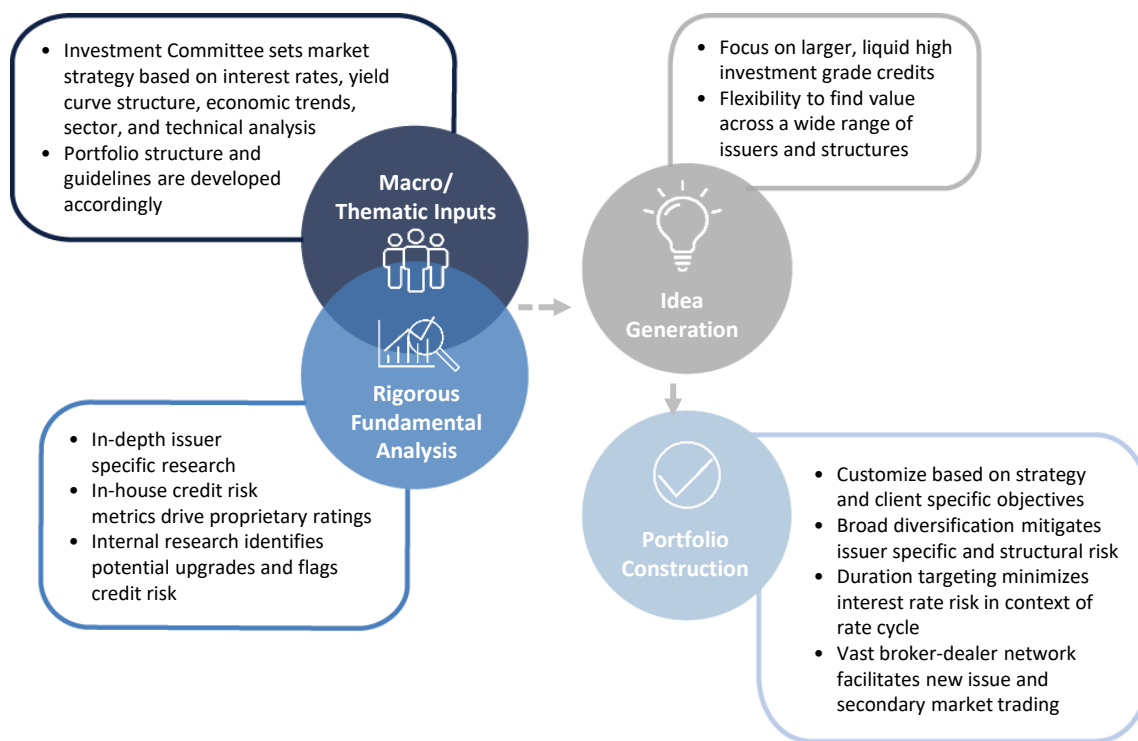 • Investment Committee sets market
strategy based on interest rates, yield
curve structure, economic trends,
sector, and technical analysis
• Portfolio structure and
guidelines are developed
accordingly
Macro/
Thematic Inputs
• Focus on larger, liquid high
investment grade credits
• Flexibility to find value
across a wide range of
issuers and structures
Idea
Generation
Rigorous
Fundamental
Analysis
• In-depth issuer
specific research
• In-house credit risk
metrics drive proprietary ratings
• Internal research identifies
potential upgrades and flags
credit risk
Portfolio
Construction
• Customize based on strategy
and client specific objectives
• Broad diversification mitigates
issuer specific and structural risk
• Duration targeting minimizes
interest rate risk in context of
rate cycle
• Vast broker-dealer network
facilitates new issue and
secondary market trading